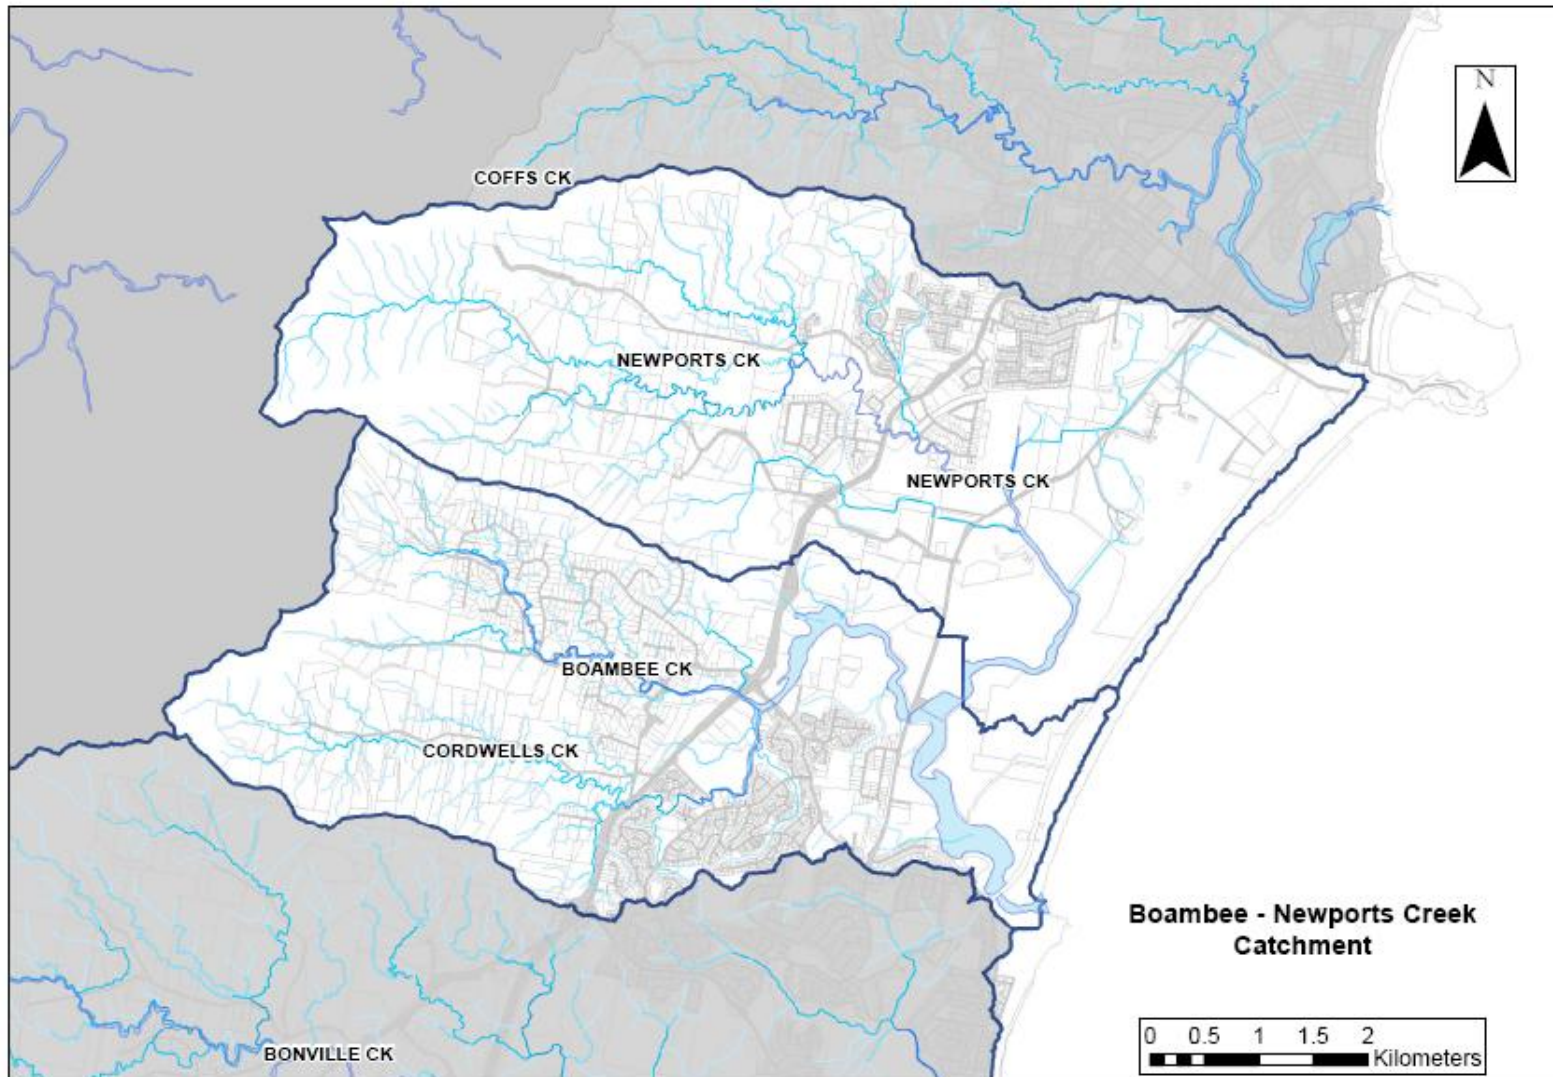 N
COFFS CK
NEWPORTS CK
NEWPORTS CK
BOAMBEE CK
CORDWELLS CK
Boambee - Newports Creek
Catchment
0 0.5 1 1.5 2
Kilometers
BONVILLE CK